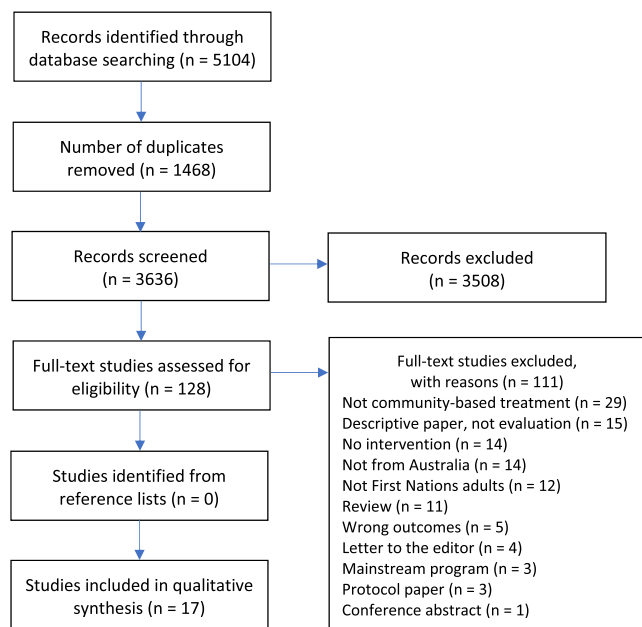 Records identified through
database searching (n = 5104)
Number of duplicates
removed (n = 1468)
Records screened
(n = 3636)
Records excluded
(n = 3508)
Full-text studies assessed for
eligibility (n = 128)
Full-text studies excluded,
with reasons (n = 111)
Not community-based treatment (n = 29)
Descriptive paper, not evaluation (n = 15)
No intervention (n = 14)
Not from Australia (n = 14)
Not First Nations adults (n = 12)
Review (n = 11)
Wrong outcomes (n = 5)
Letter to the editor (n = 4)
Mainstream program (n = 3)
Protocol paper (n = 3)
Conference abstract (n = 1)
Studies identified from
reference lists (n = 0)
Studies included in qualitative
synthesis (n = 17)